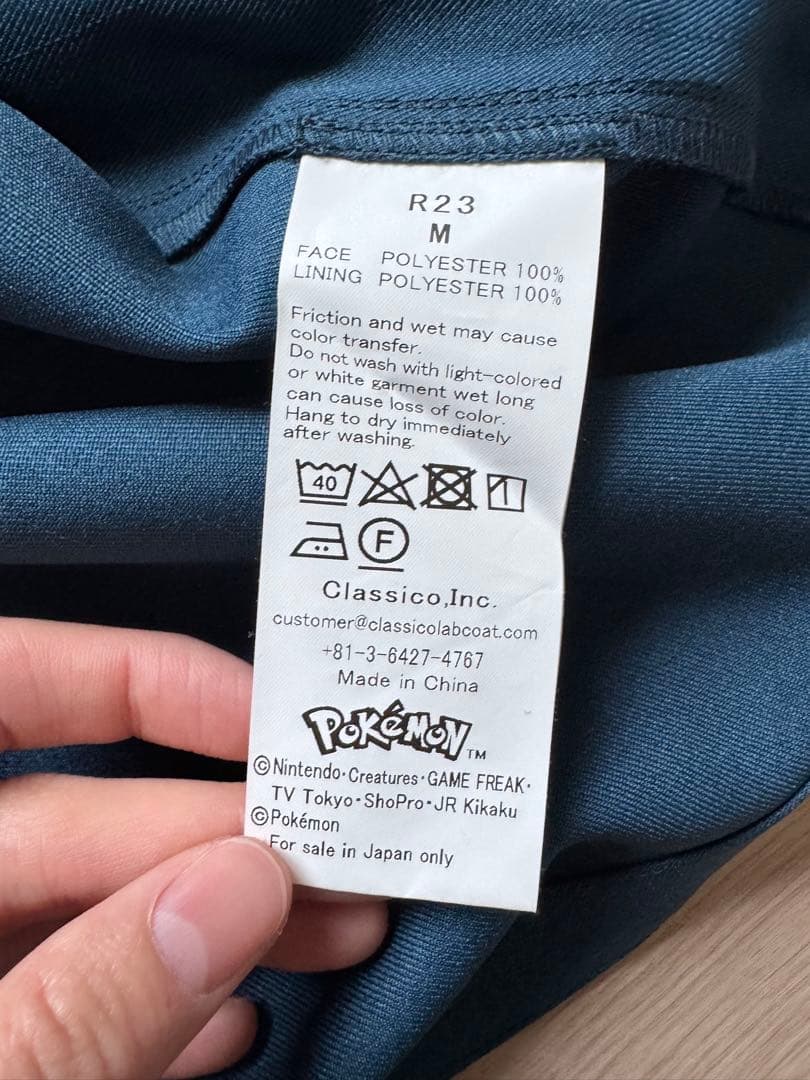 R23
M
FACE POLYESTER 100%
LINING POLYESTER 100%
Friction and wet may cause
color transfer.
Do not wash with light-colored
or white garment wet long
can cause loss of color.
Hang to dry immediately
after washing.
40
F
Classico,Inc.
customer@classicolabcoat.com
+81-3-6427-4767
Made in China
POKéMON TM
©Nintendo・Creatures・GAME FREAK・
TV Tokyo・ShoPro・JR Kikaku
©Pokémon
For sale in Japan only